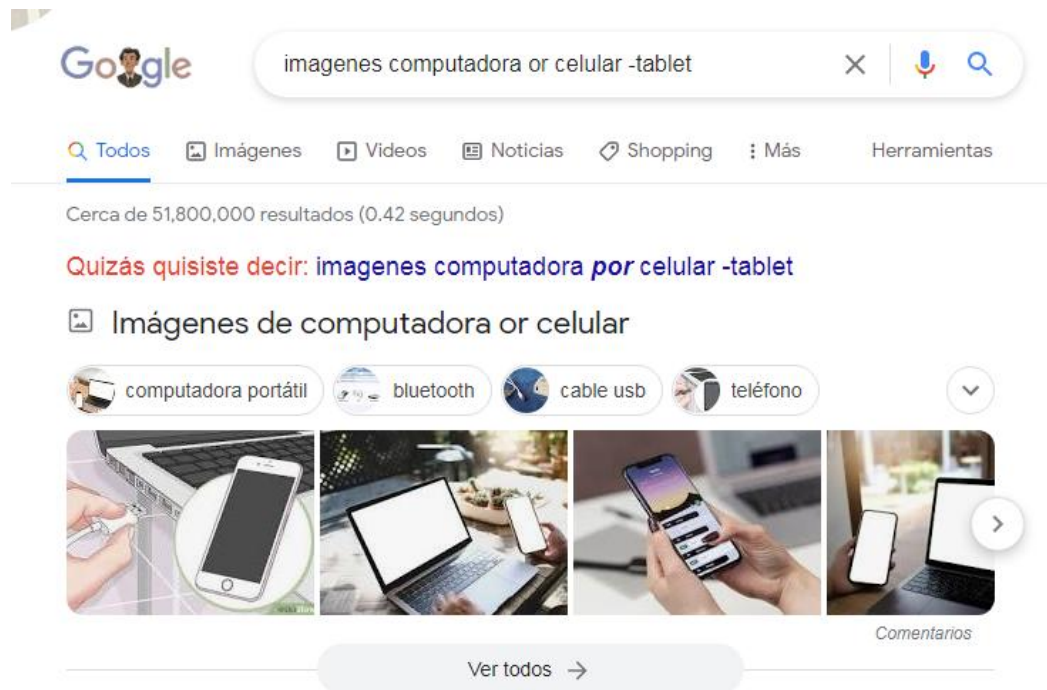 Google
imagenes computadora or celular -tablet
Todos Imágenes Videos Noticias Shopping Más Herramientas
Cerca de 51,800,000 resultados (0.42 segundos)
Quizás quisiste decir: imagenes computadora por celular -tablet
Imágenes de computadora or celular
computadora portátil bluetooth cable usb teléfono
Comentarios
Ver todos